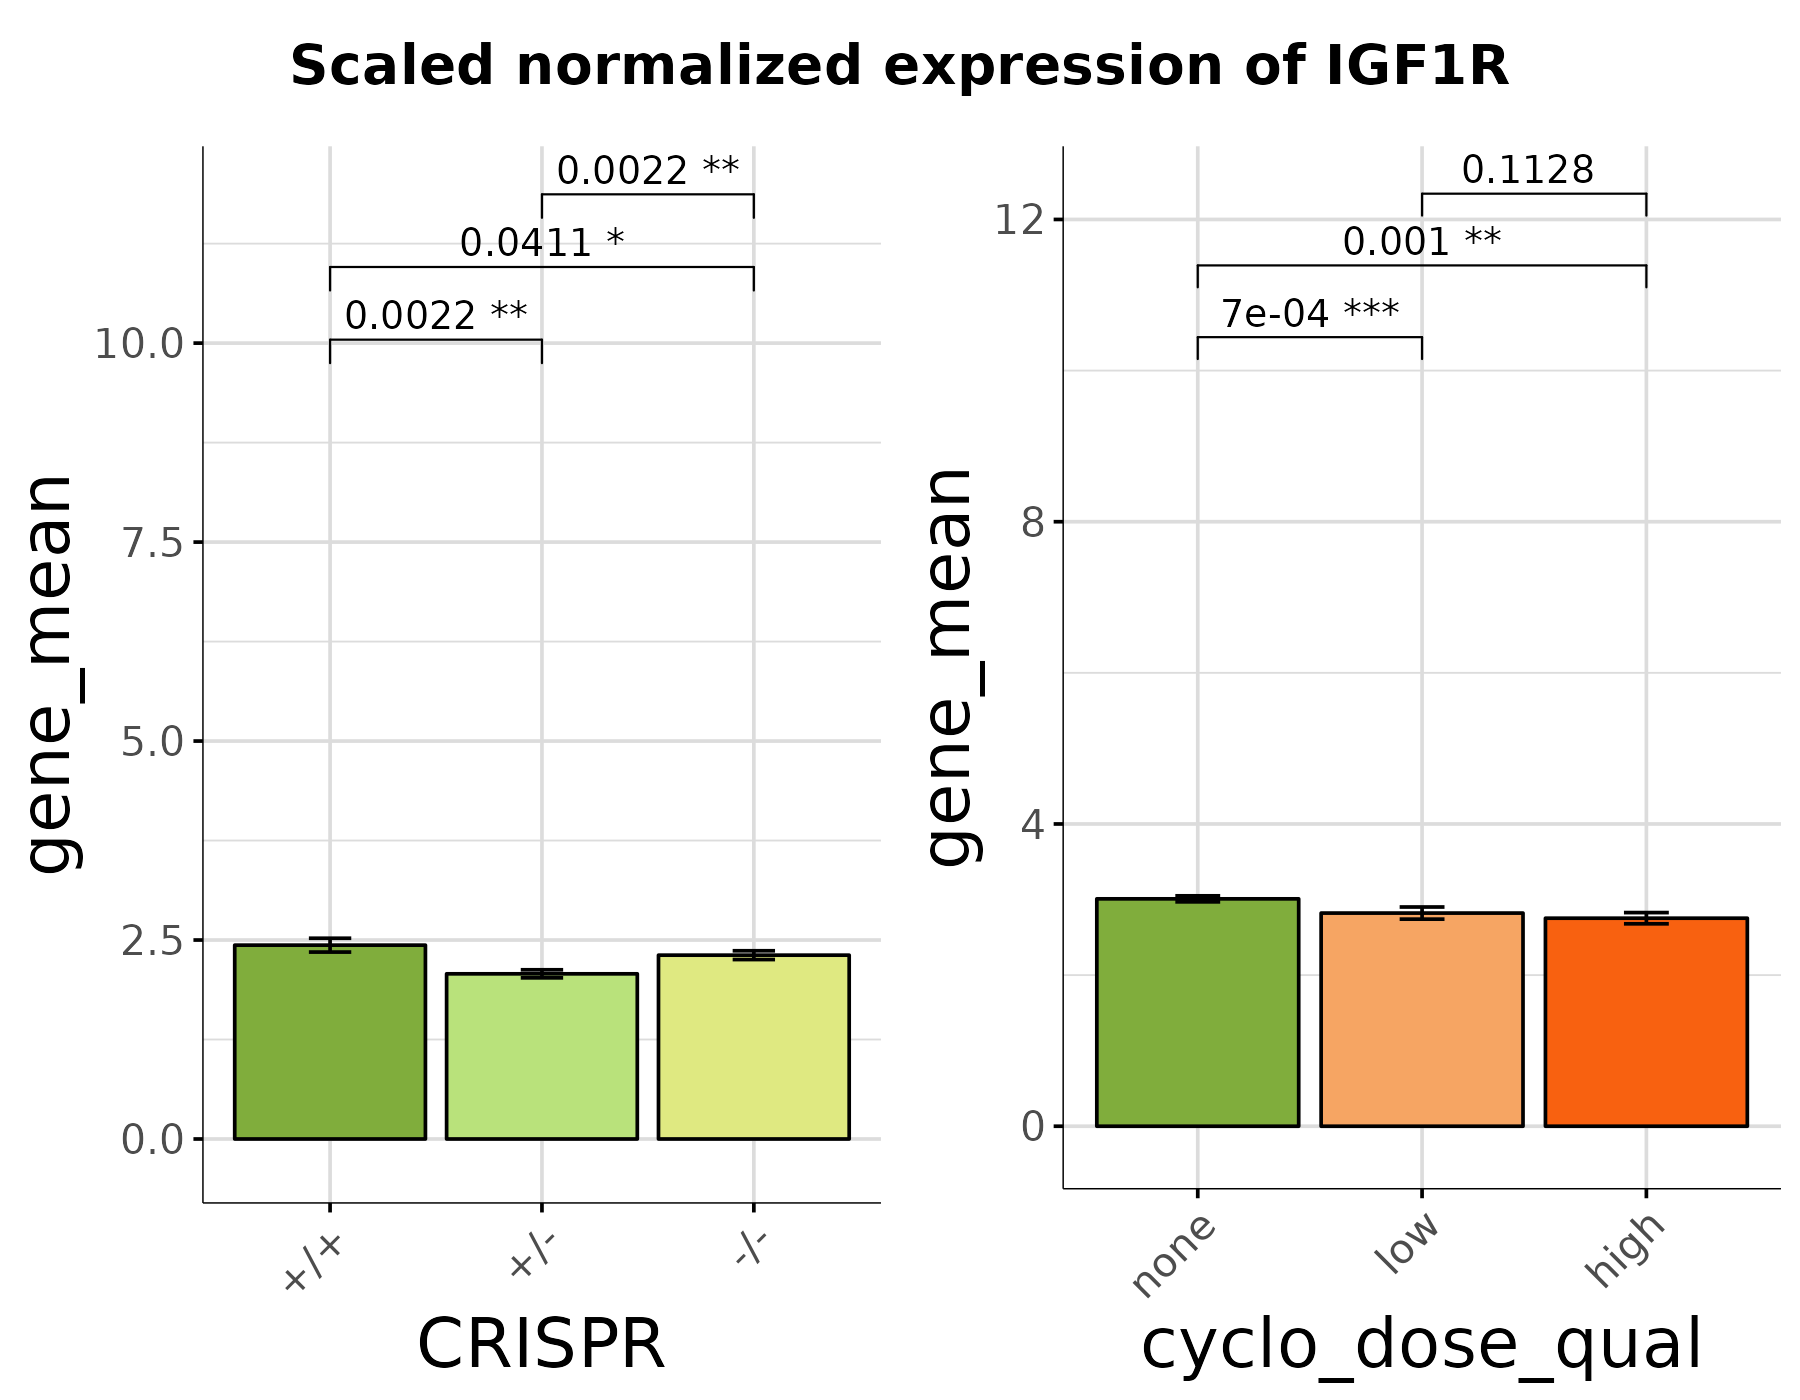 Scaled normalized expression of IGF1R
gene_mean
10.0
7.5
5.0
2.5
0.0
0.0022 **
0.0411 *
0.0022 **
+/+
+/-
-/-
CRISPR
gene_mean
12
8
4
0
0.1128
0.001 **
7e-04 ***
none
low
high
cyclo_dose_qual